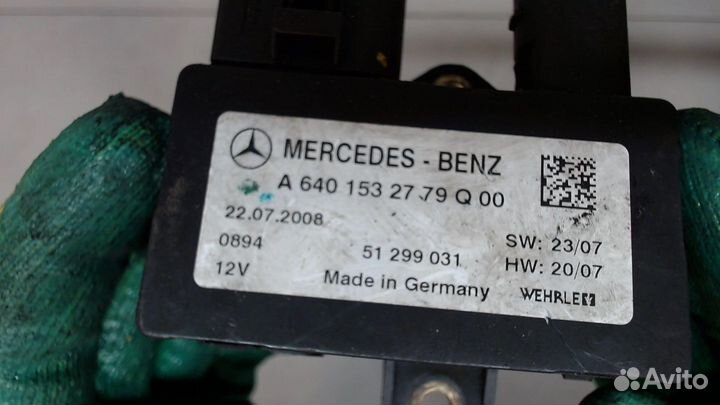 MERCEDES - BENZ
A 640 153 27 79 Q 00
22.07.2008
0894 51 299 031 SW: 23/07
12V Made in Germany HW: 20/07
WEHRLE
Avito